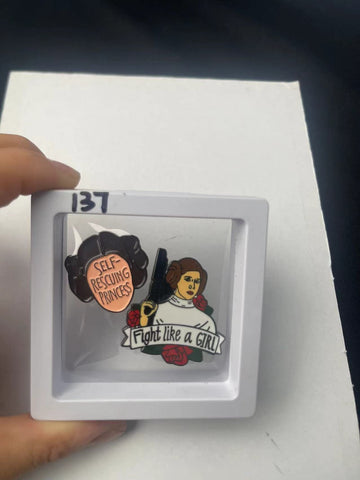 137
SELF-
RESCUING
PRINCESS
Fight like a GIRL